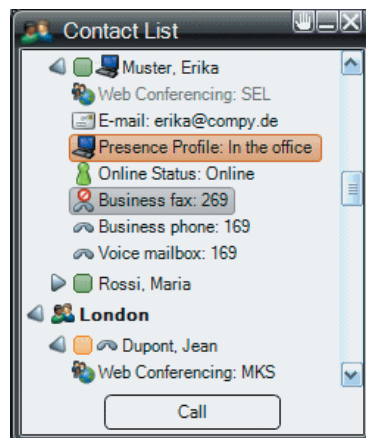 Contact List
Muster, Erika
Web Conferencing: SEL
E-mail: erika@compy.de
Presence Profile: In the office
Online Status: Online
Business fax: 269
Business phone: 169
Voice mailbox: 169
Rossi, Maria
London
Dupont, Jean
Web Conferencing: MKS
Call